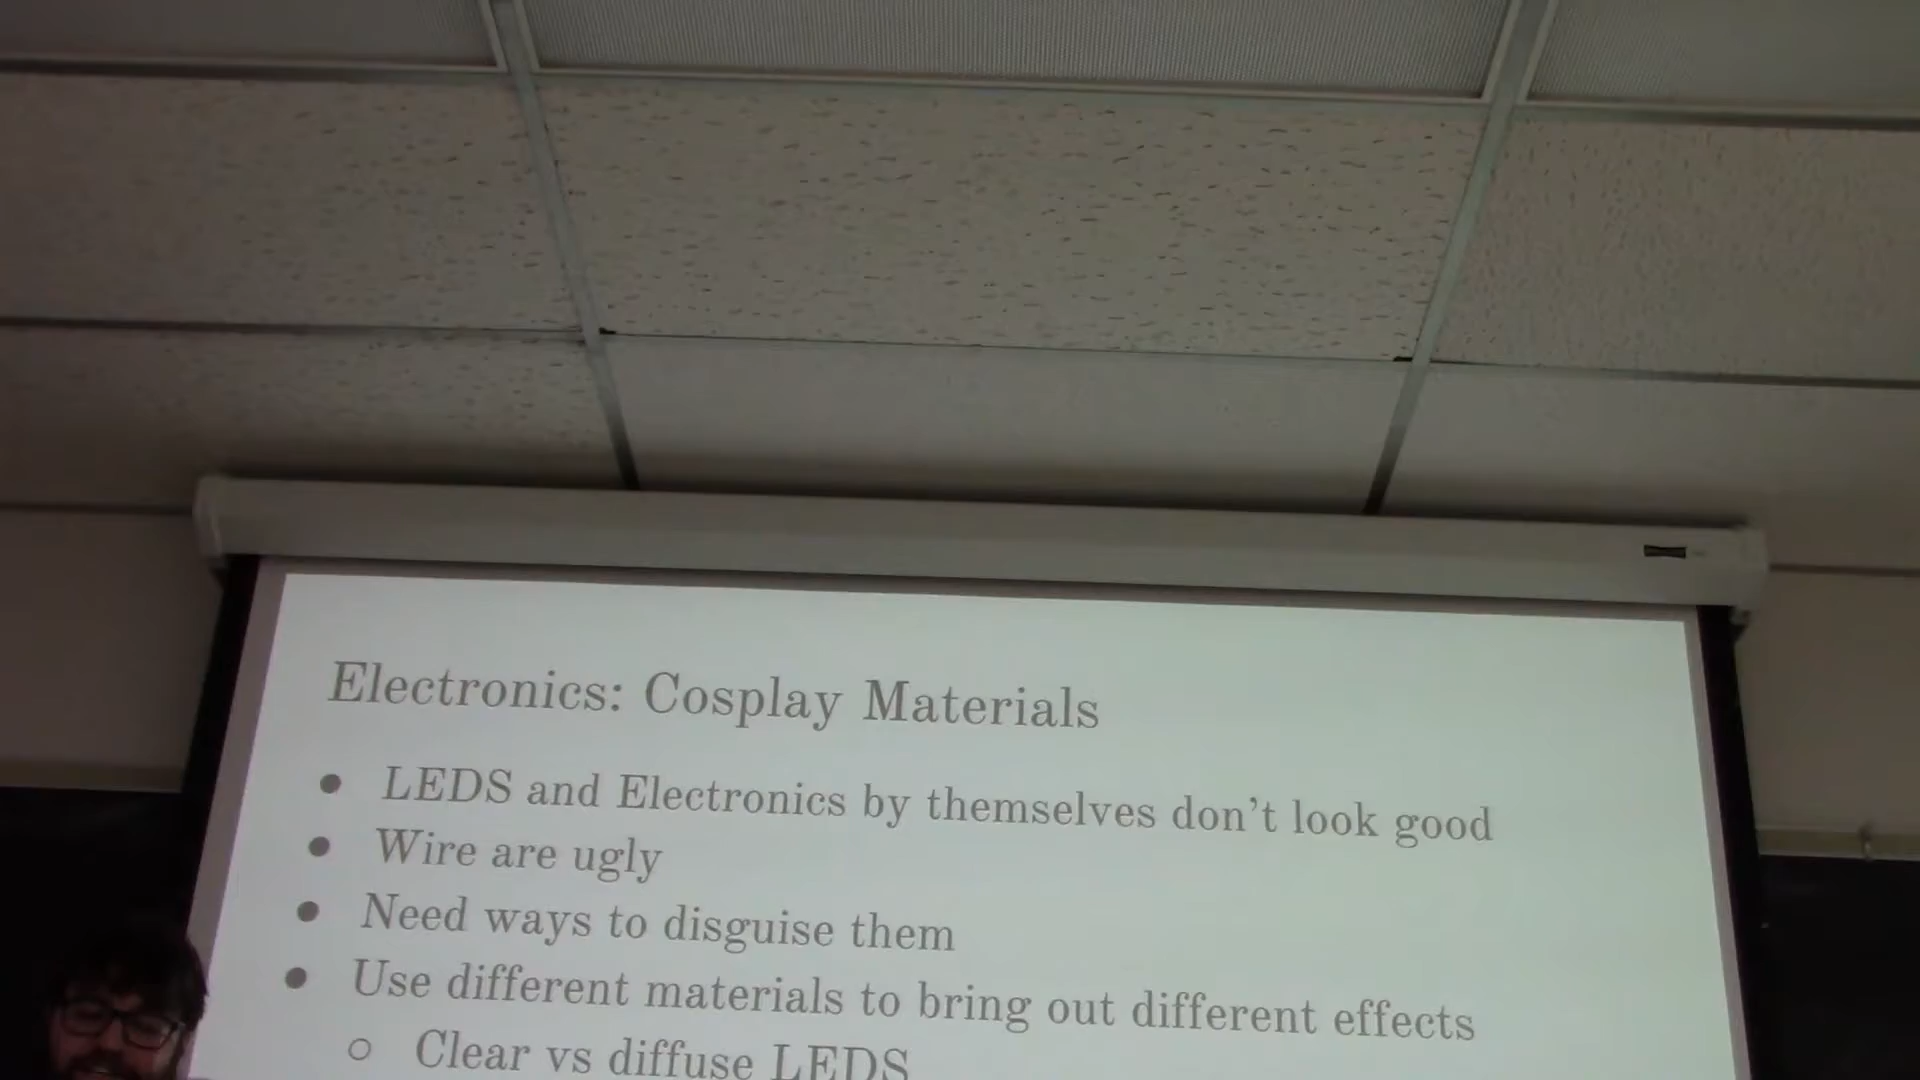 Electronics: Cosplay Materials
● LEDS and Electronics by themselves don't look good
● Wire are ugly
● Need ways to disguise them
● Use different materials to bring out different effects
○ Clear vs diffuse LEDS